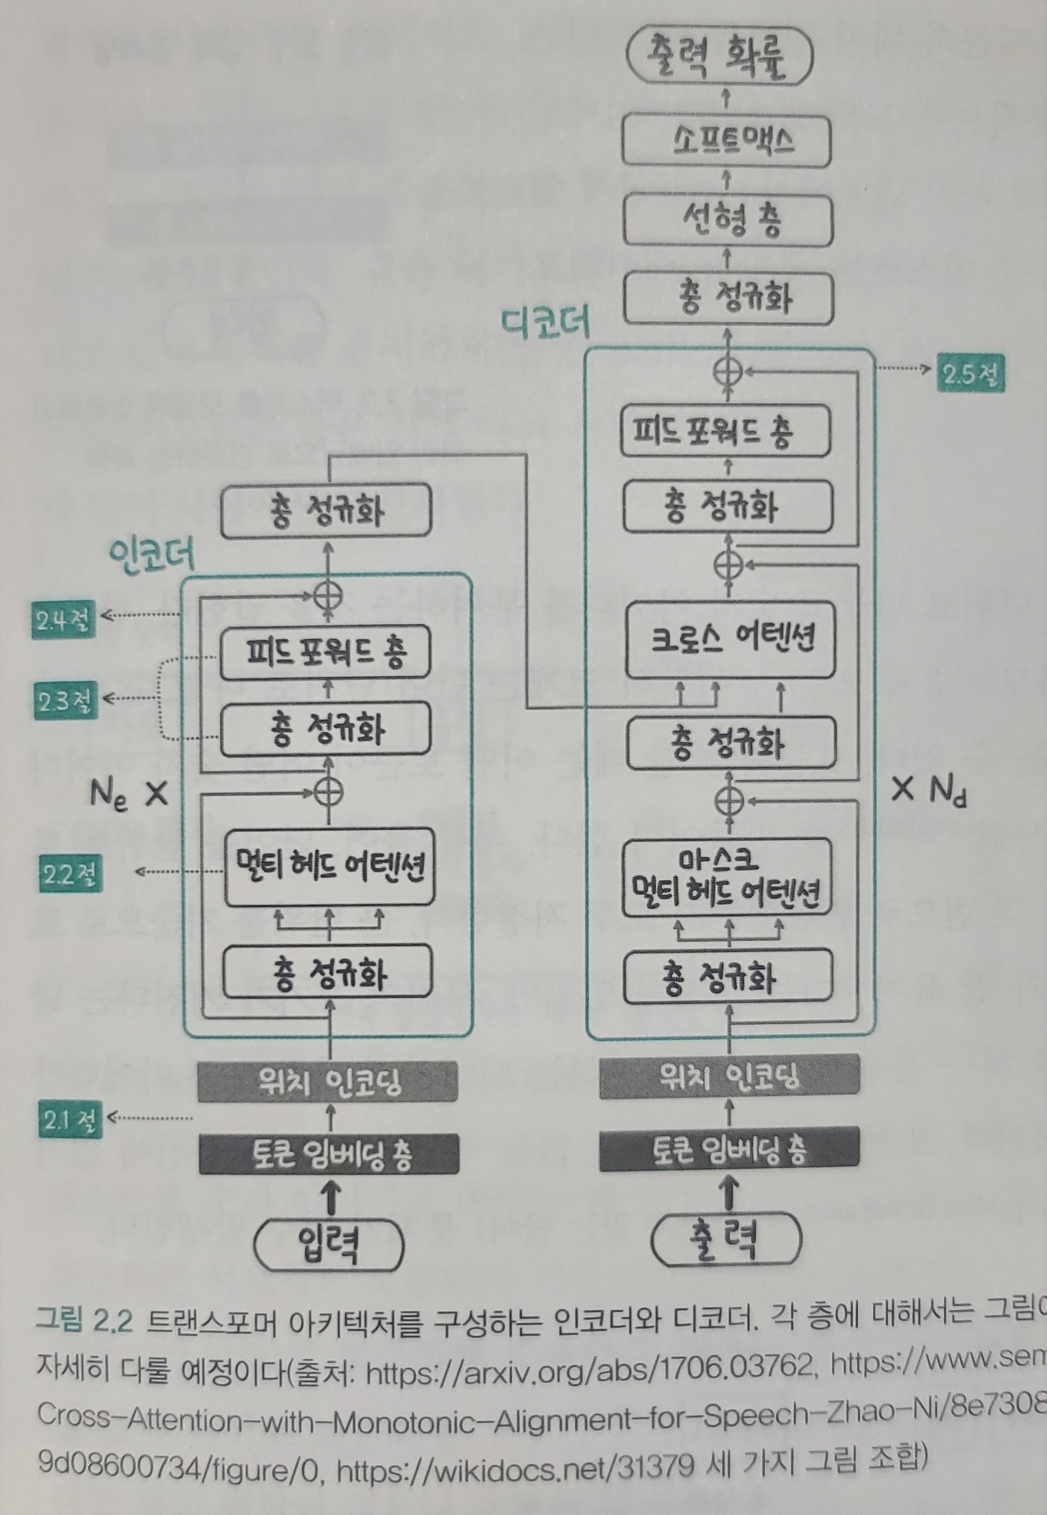 출력 확률
소프트맥스
선형 층
층 정규화
디코더
2.5절
피드 포워드 층
층 정규화
크로스 어텐션
층 정규화
× Nd
마스크
멀티 헤드 어텐션
층 정규화
위치 인코딩
토큰 임베딩 층
출력
층 정규화
인코더
2.4절
피드 포워드 층
2.3절
층 정규화
Ne ×
2.2절
멀티 헤드 어텐션
층 정규화
위치 인코딩
2.1절
토큰 임베딩 층
입력
그림 2.2 트랜스포머 아키텍처를 구성하는 인코더와 디코더. 각 층에 대해서는
자세히 다룰 예정이다(출처: https://arxiv.org/abs/1706.03762, https://www.sem
Cross-Attention-with-Monotonic-Alignment-for-Speech-Zhao-Ni/8e7308
9d08600734/figure/0, https://wikidocs.net/31379 세 가지 그림 조합)